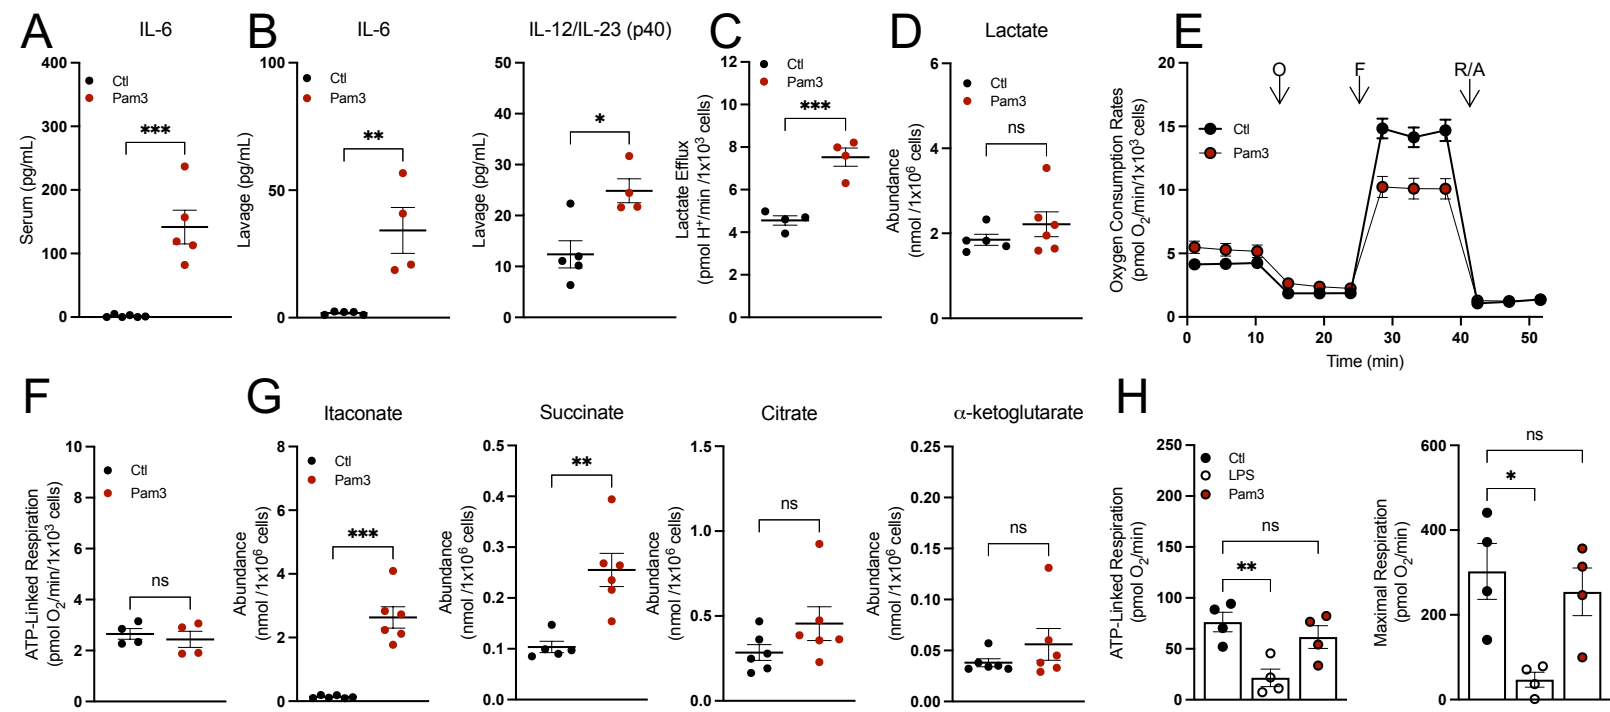 A
IL-6
Serum (pg/mL)
400
300
200
100
0
Ctl
Pam3
***
B
IL-6
Lavage (pg/mL)
100
50
0
Ctl
Pam3
**
IL-12/IL-23 (p40)
Lavage (pg/mL)
50
40
30
20
10
0
*
C
Lactate Efflux
(pmol H⁺/min /1x10³ cells)
12
10
8
6
4
2
0
Ctl
Pam3
***
D
Lactate
Abundance
(nmol /1x10⁶ cells)
6
4
2
0
Ctl
Pam3
ns
E
Oxygen Consumption Rates
(pmol O₂/min/1x10³ cells)
20
15
10
5
0
O
F
R/A
Ctl
Pam3
0
10
20
30
40
50
Time (min)
F
ATP-Linked Respiration
(pmol O₂/min/1x10³ cells)
10
8
6
4
2
0
Ctl
Pam3
ns
G
Itaconate
Abundance
(nmol /1x10⁶ cells)
8
6
4
2
0
Ctl
Pam3
***
Succinate
Abundance
(nmol /1x10⁶ cells)
0.5
0.4
0.3
0.2
0.1
0.0
**
Citrate
Abundance
(nmol /1x10⁶ cells)
1.5
1.0
0.5
0.0
ns
α-ketoglutarate
Abundance
(nmol /1x10⁶ cells)
0.25
0.20
0.15
0.10
0.05
0.00
ns
H
ATP-Linked Respiration
(pmol O₂/min)
250
200
150
100
50
0
Ctl
LPS
Pam3
ns
**
Maximal Respiration
(pmol O₂/min)
600
400
200
0
ns
*